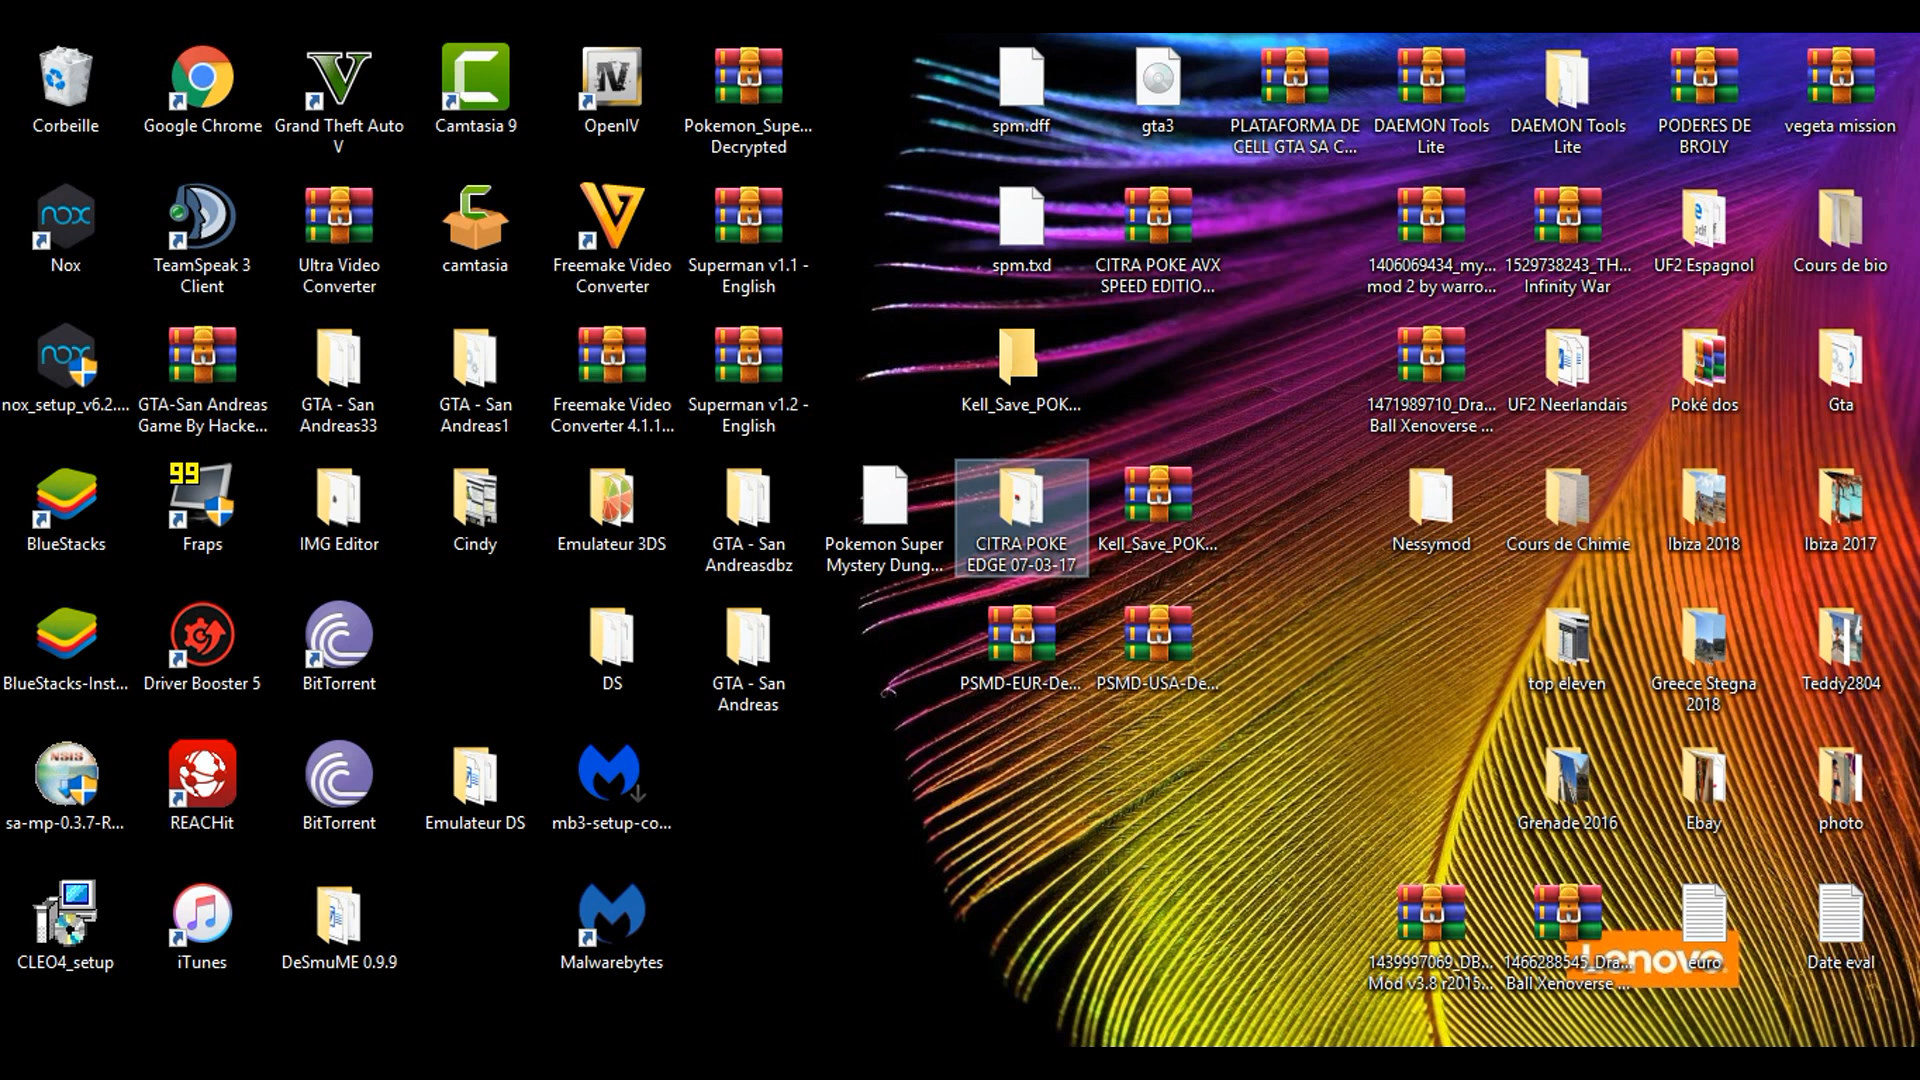 Corbeille
Google Chrome
Grand Theft Auto
V
Camtasia 9
OpenIV
Pokemon_Supe...
Decrypted
spm.dff
gta3
PLATAFORMA DE
CELL GTA SA C...
DAEMON Tools
Lite
DAEMON Tools
Lite
PODERES DE
BROLY
vegeta mission
nox
Nox
TeamSpeak 3
Client
Ultra Video
Converter
camtasia
Freemake Video
Converter
Superman v1.1 -
English
spm.txd
CITRA POKE AVX
SPEED EDITIO...
1406069434_my...
mod 2 by warro...
1529738243_TH...
Infinity War
UF2 Espagnol
Cours de bio
nox
nox_setup_v6.2....
GTA-San Andreas
Game By Hacke...
GTA - San
Andreas33
GTA - San
Andreas1
Freemake Video
Converter 4.1.1...
Superman v1.2 -
English
Kell_Save_POK...
1471989710_Dra...
Ball Xenoverse ...
UF2 Neerlandais
Poké dos
Gta
BlueStacks
99
Fraps
IMG Editor
Cindy
Emulateur 3DS
GTA - San
Andreasdbz
Pokemon Super
Mystery Dung...
CITRA POKE
EDGE 07-03-17
Kell_Save_POK...
Nessymod
Cours de Chimie
Ibiza 2018
Ibiza 2017
BlueStacks-Inst...
Driver Booster 5
BitTorrent
DS
GTA - San
Andreas
PSMD-EUR-De...
PSMD-USA-De...
top eleven
Greece Stegna
2018
Teddy2804
NSIS
sa-mp-0.3.7-R...
REACHit
BitTorrent
Emulateur DS
mb3-setup-co...
Grenade 2016
Ebay
photo
CLEO4_setup
iTunes
DeSmuME 0.9.9
Malwarebytes
1439997069_DB...
Mod v3.8 r2015...
1466288545_Dra...
Ball Xenoverse ...
Lenovo
euro
Date eval